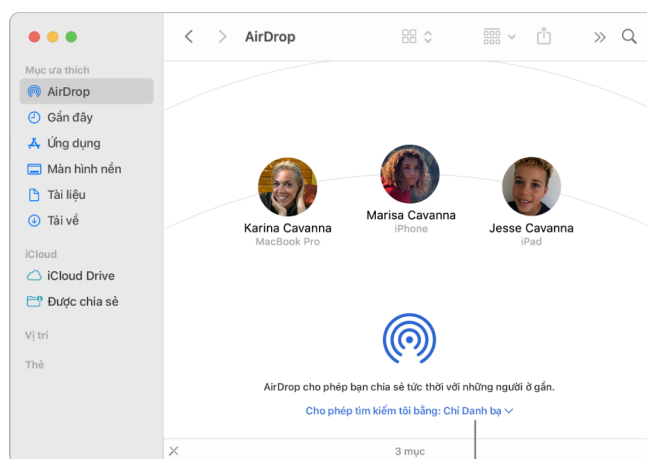 AirDrop
Mục ưa thích
AirDrop
Gần đây
Ứng dụng
Màn hình nền
Tài liệu
Tải về
iCloud
iCloud Drive
Được chia sẻ
Vị trí
Thẻ
Karina Cavanna
MacBook Pro
Marisa Cavanna
iPhone
Jesse Cavanna
iPad
AirDrop cho phép bạn chia sẻ tức thời với những người ở gần.
Cho phép tìm kiếm tôi bằng: Chỉ Danh bạ
3 mục